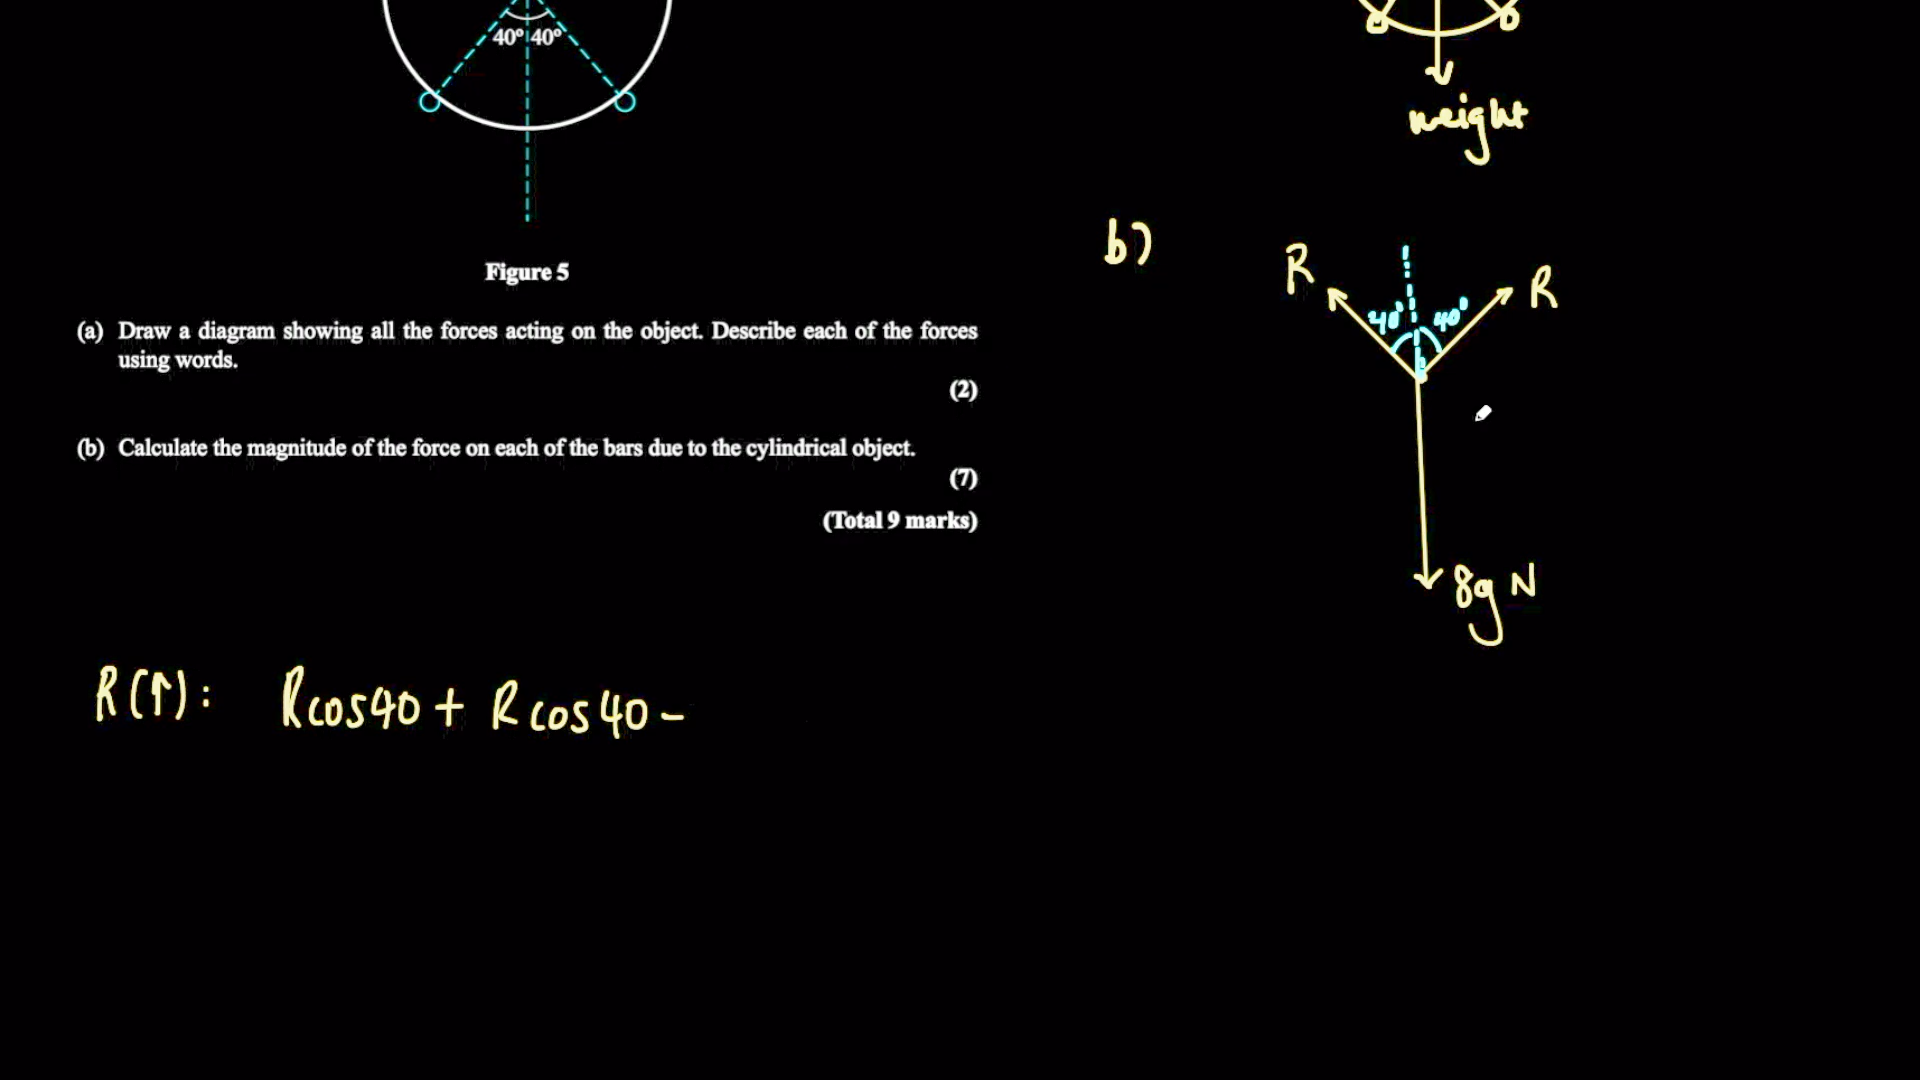 40° 40°
weight
Figure 5
(a) Draw a diagram showing all the forces acting on the object. Describe each of the forces
using words.
(2)
(b) Calculate the magnitude of the force on each of the bars due to the cylindrical object.
(7)
(Total 9 marks)
b)
R R
40° 40°
8g N
R(↑): Rcos40 + Rcos40 -